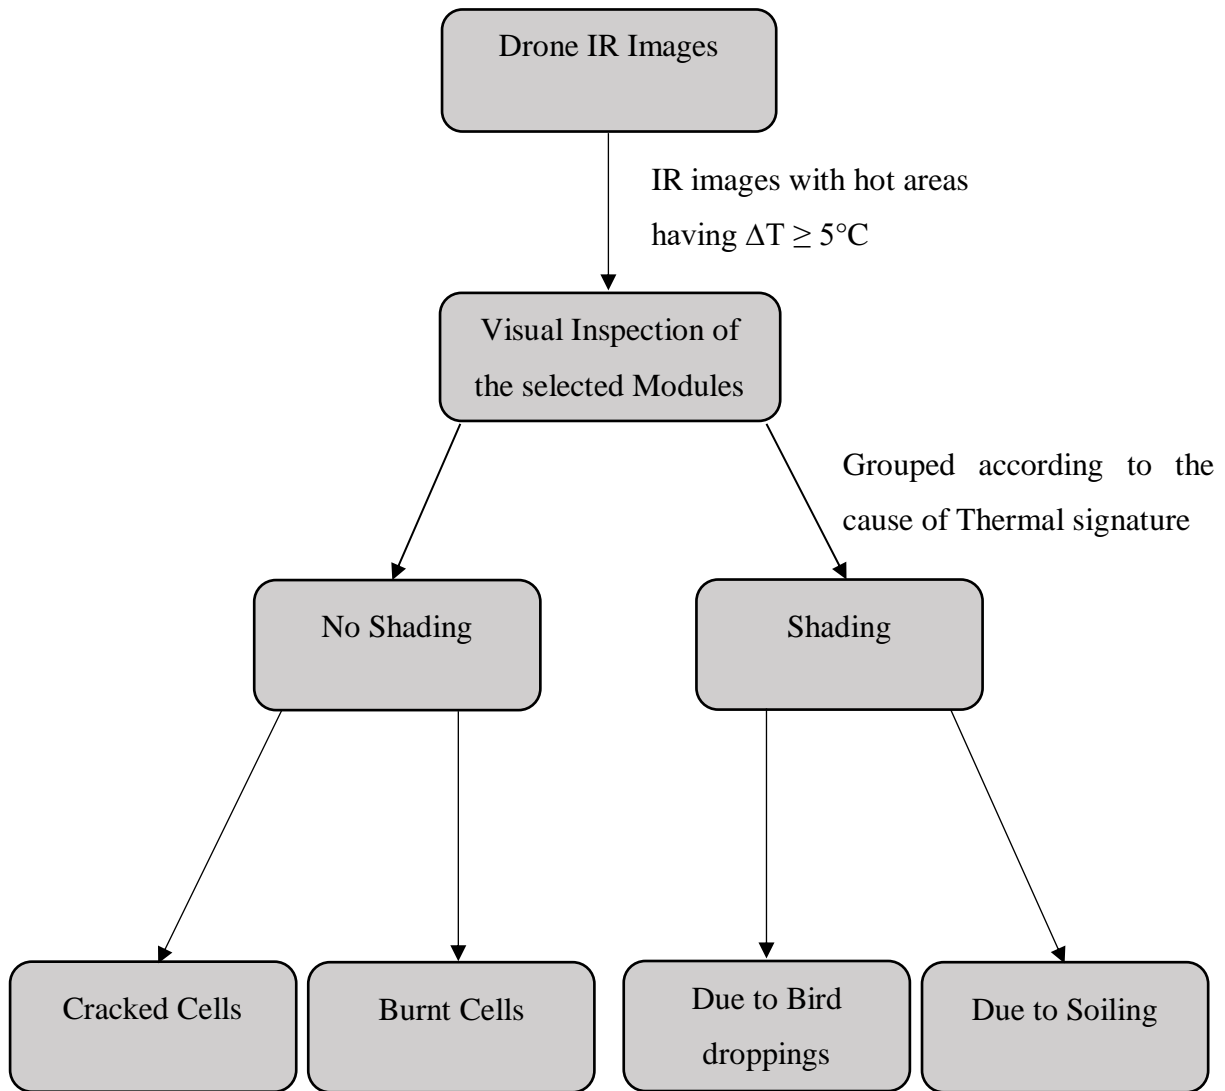 Drone IR Images
IR images with hot areas
having ΔT ≥ 5°C
Visual Inspection of
the selected Modules
Grouped according to the
cause of Thermal signature
No Shading
Shading
Cracked Cells
Burnt Cells
Due to Bird
droppings
Due to Soiling